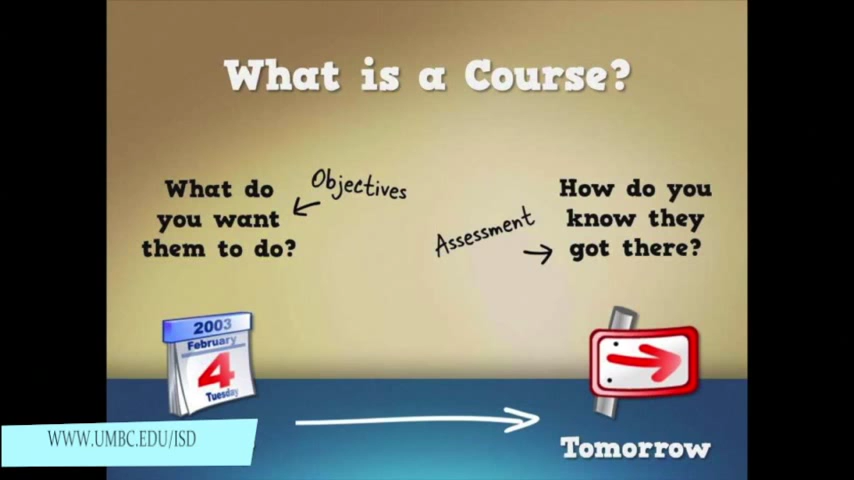 What is a Course?
What do
you want
them to do?
Objectives
Assessment
How do you
know they
got there?
2003
February
4
Tuesday
Tomorrow
WWW.UMBC.EDU/ISD